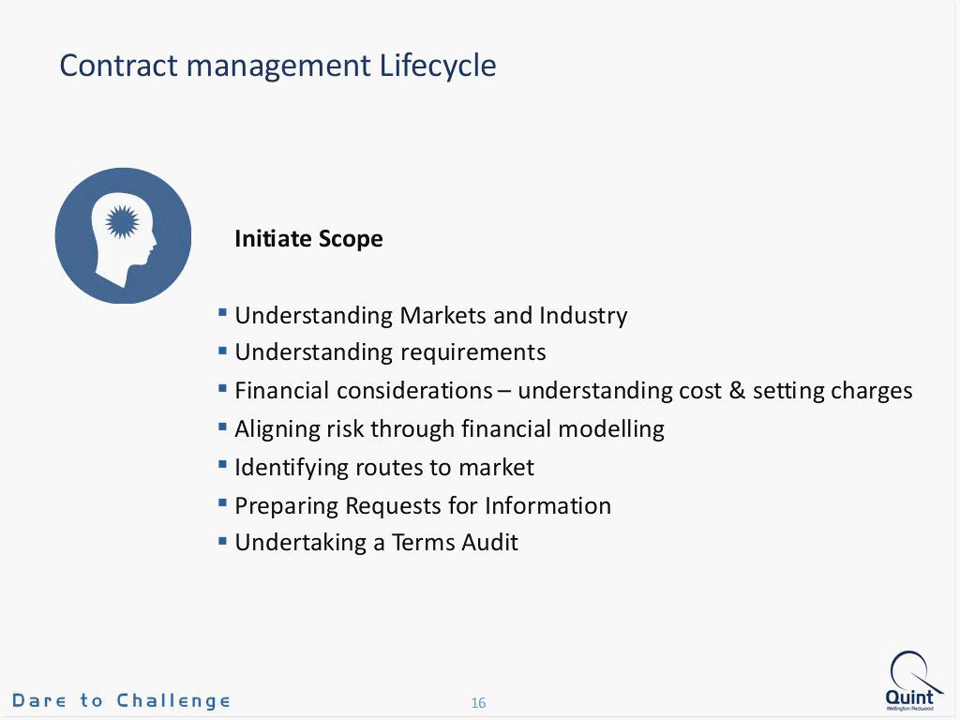 Contract management Lifecycle
Initiate Scope
▪ Understanding Markets and Industry
▪ Understanding requirements
▪ Financial considerations – understanding cost & setting charges
▪ Aligning risk through financial modelling
▪ Identifying routes to market
▪ Preparing Requests for Information
▪ Undertaking a Terms Audit
Dare to Challenge
16
Quint
Wellington Redwood